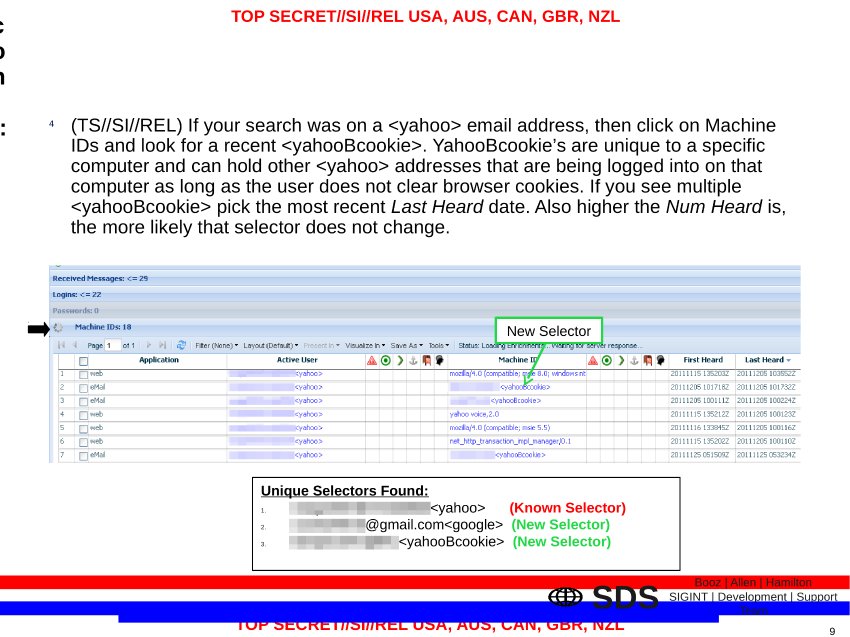 TOP SECRET//SI//REL USA, AUS, CAN, GBR, NZL
c
o
n
:
4 (TS//SI//REL) If your search was on a <yahoo> email address, then click on Machine
IDs and look for a recent <yahooBcookie>. YahooBcookie's are unique to a specific
computer and can hold other <yahoo> addresses that are being logged into on that
computer as long as the user does not clear browser cookies. If you see multiple
<yahooBcookie> pick the most recent Last Heard date. Also higher the Num Heard is,
the more likely that selector does not change.
Received Messages: <= 29
Logins: <= 22
Passwords: 0
Machine IDs: 18
New Selector
Page 1 of 1 Filter (None) Layout (Default) Present in Visualize in Save As Tools Status: Loading Enrichments... Waiting for server response...
Application Active User Machine ID First Heard Last Heard
1 web <yahoo> mozilla/4.0 (compatible; msie 8.0; windows nt 20111115 135203Z 20111205 103552Z
2 eMail <yahoo> <yahooBcookie> 20111205 101718Z 20111205 101732Z
3 eMail <yahoo> <yahooBcookie> 20111205 100111Z 20111205 100224Z
4 web <yahoo> yahoo voice,2.0 20111115 135212Z 20111205 100123Z
5 web <yahoo> mozilla/4.0 (compatible; msie 5.5) 20111116 133845Z 20111205 100116Z
6 web <yahoo> net_http_transaction_impl_manager/0.1 20111115 135202Z 20111205 100110Z
7 eMail <yahoo> <yahooBcookie> 20111125 051509Z 20111125 053234Z
Unique Selectors Found:
1. <yahoo> (Known Selector)
2. @gmail.com<google> (New Selector)
3. <yahooBcookie> (New Selector)
SDS
Booz | Allen | Hamilton
SIGINT | Development | Support
TOP SECRET//SI//REL USA, AUS, CAN, GBR, NZL
9